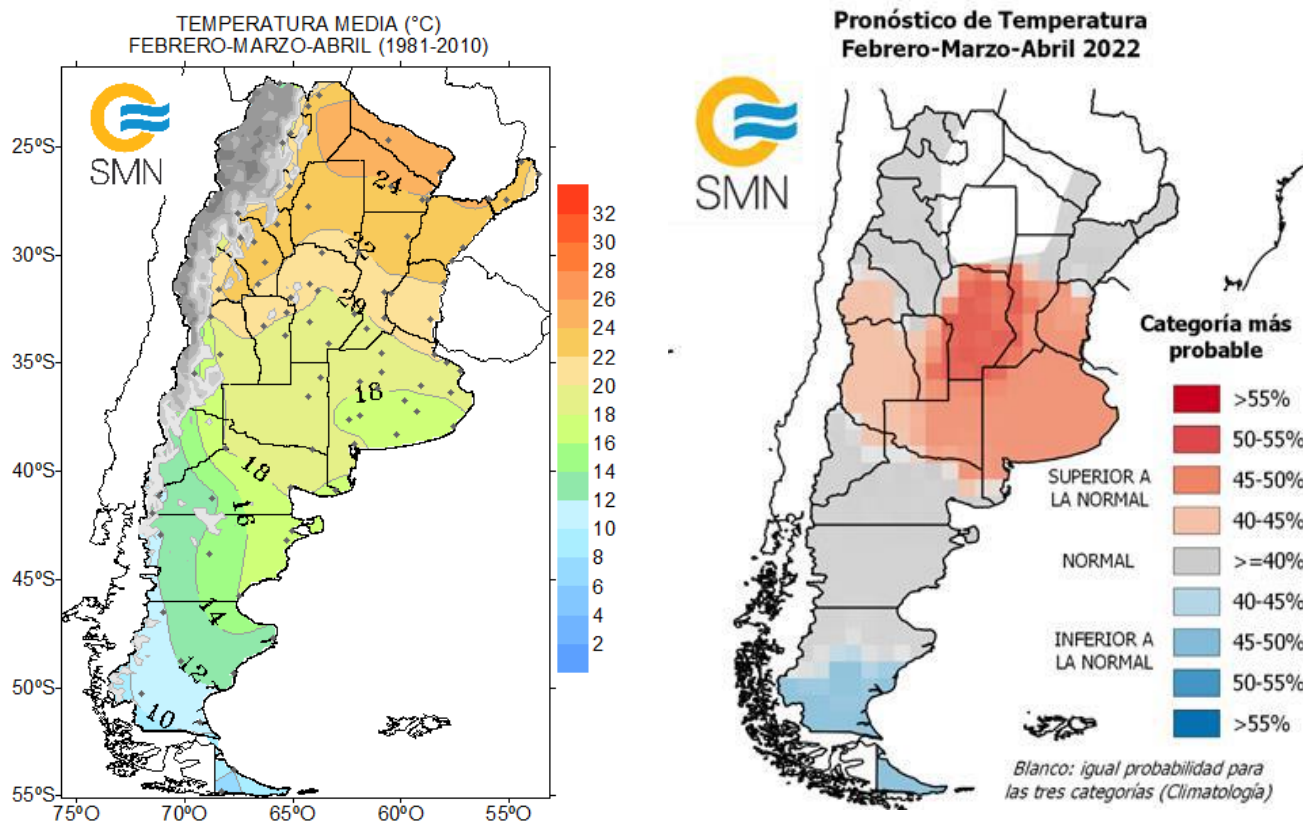 TEMPERATURA MEDIA (°C)
FEBRERO-MARZO-ABRIL (1981-2010)
SMN
25ºS
30ºS
35ºS
40ºS
45ºS
50ºS
55ºS
75ºO
70ºO
65ºO
60ºO
55ºO
24
22
20
18
18
16
14
12
10
32
30
28
26
24
22
20
18
16
14
12
10
8
6
4
2
Pronóstico de Temperatura
Febrero-Marzo-Abril 2022
SMN
Categoría más
probable
>55%
50-55%
SUPERIOR A
LA NORMAL
45-50%
40-45%
NORMAL
>=40%
40-45%
INFERIOR A
LA NORMAL
45-50%
50-55%
>55%
Blanco: igual probabilidad para
las tres categorías (Climatología)